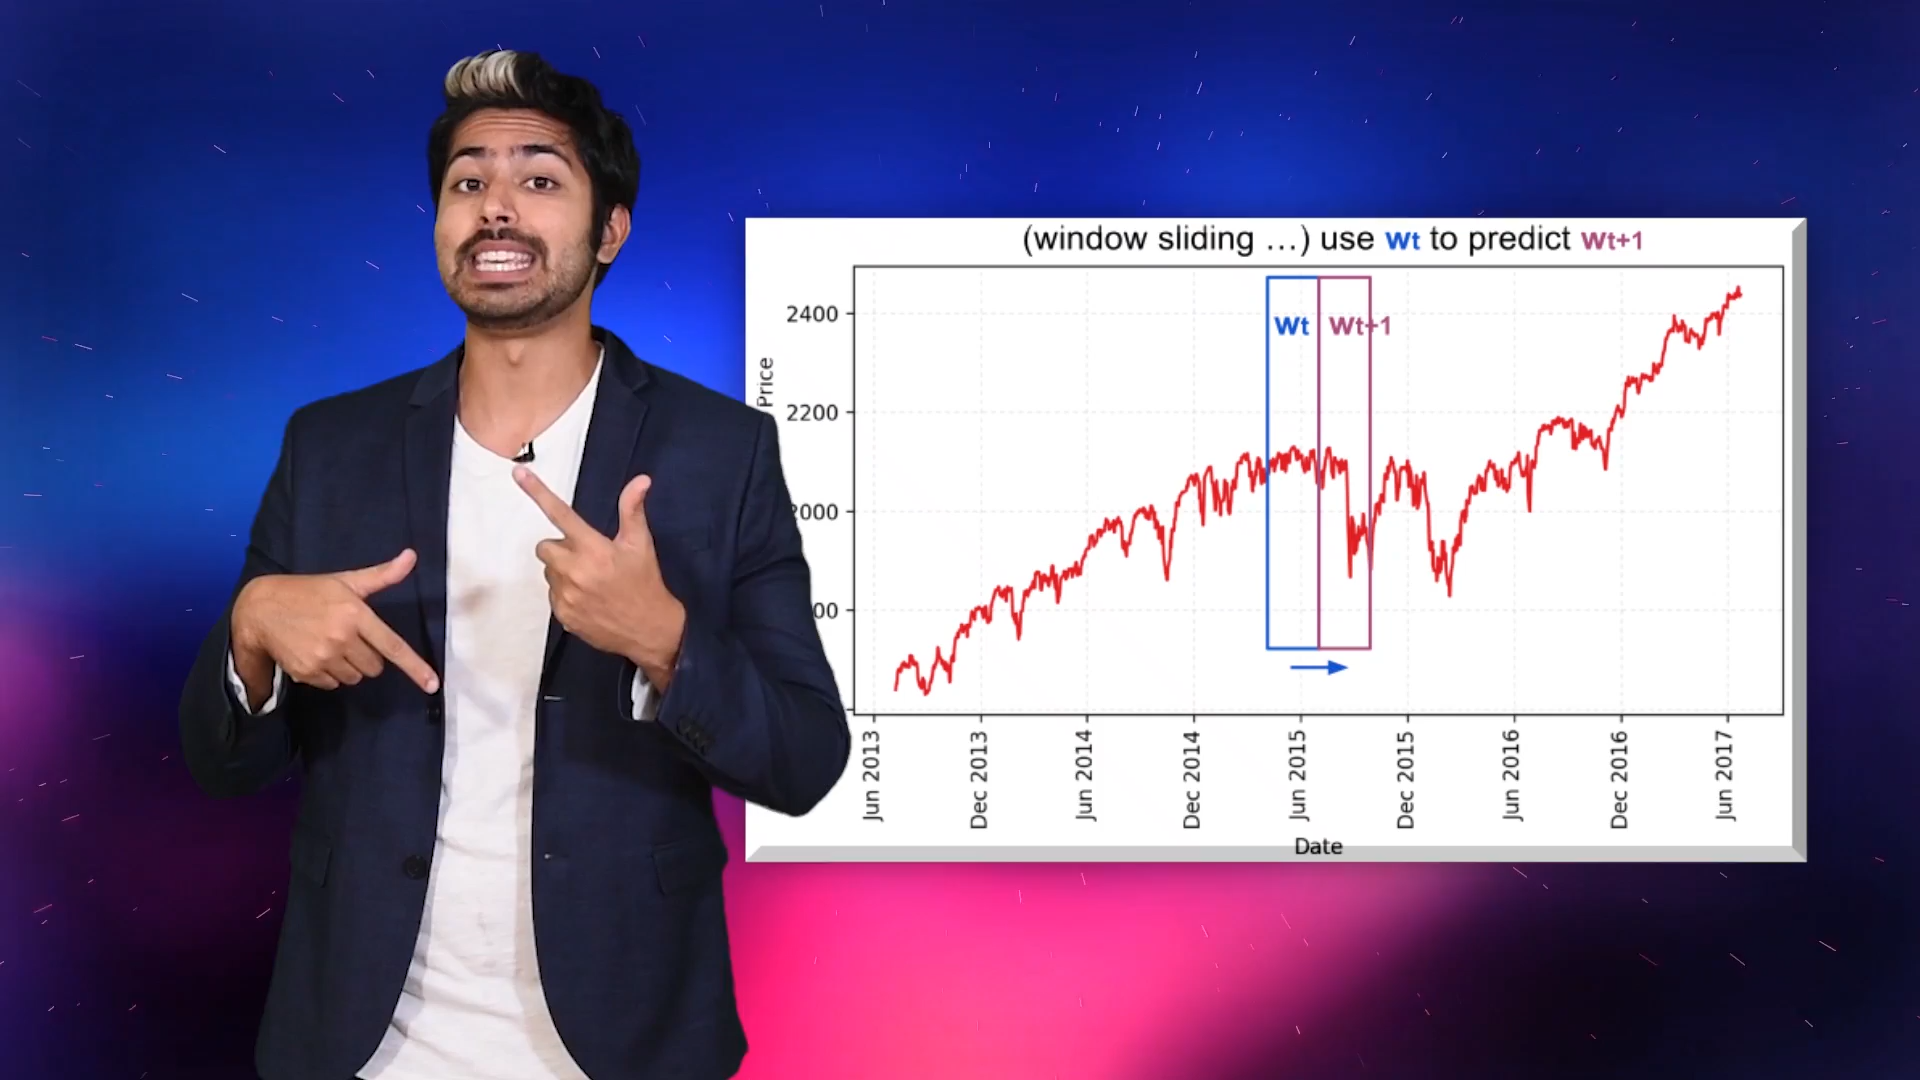 (window sliding …) use Wt to predict Wt+1
Wt Wt+1
Price
2400
2200
2000
00
Jun 2013
Dec 2013
Jun 2014
Dec 2014
Jun 2015
Dec 2015
Jun 2016
Dec 2016
Jun 2017
Date